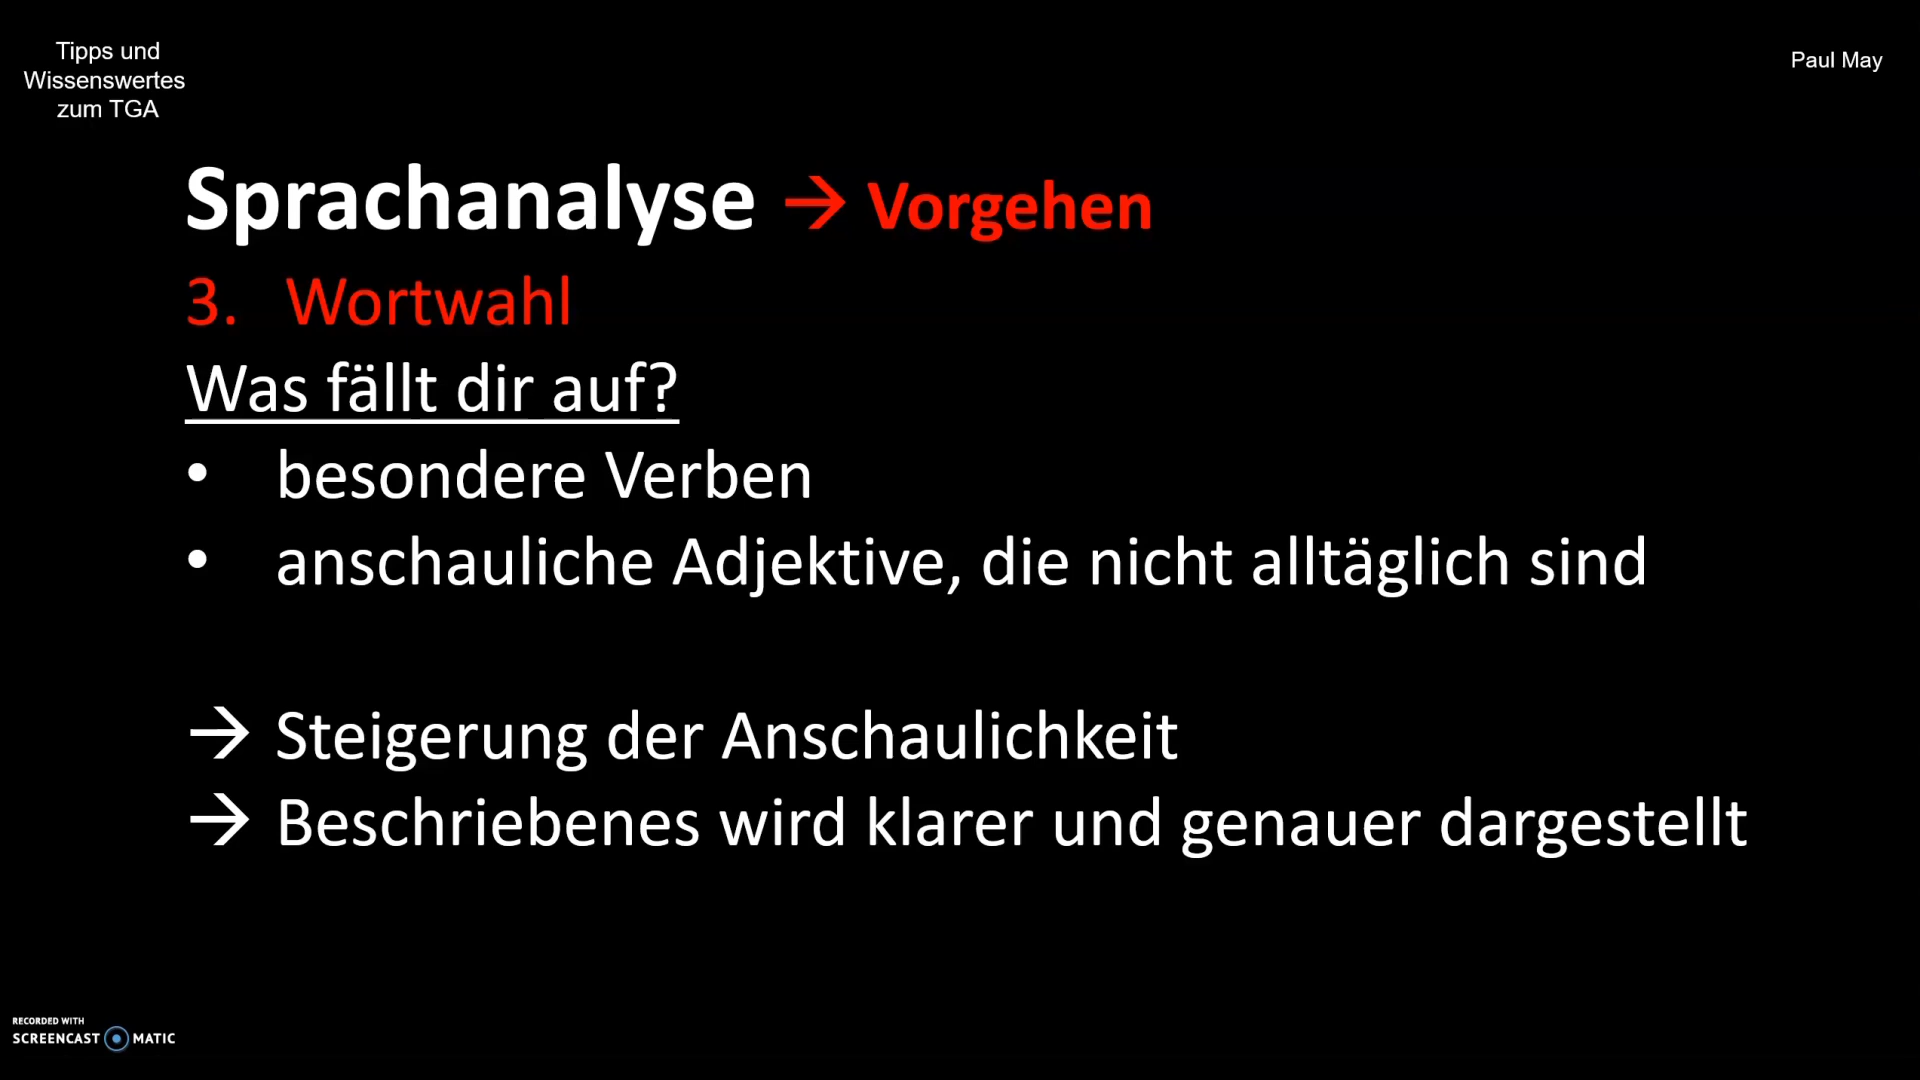 Tipps und
Wissenswertes
zum TGA
Paul May
Sprachanalyse → Vorgehen
3. Wortwahl
Was fällt dir auf?
• besondere Verben
• anschauliche Adjektive, die nicht alltäglich sind
→ Steigerung der Anschaulichkeit
→ Beschriebenes wird klarer und genauer dargestellt
RECORDED WITH
SCREENCAST MATIC